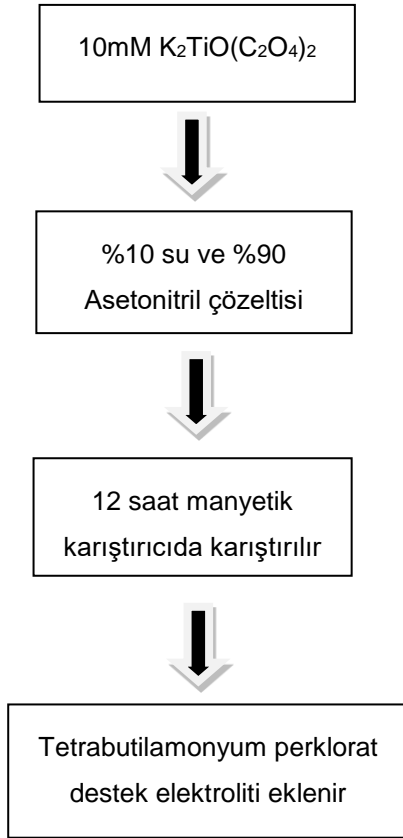 10mM K₂TiO(C₂O₄)₂
%10 su ve %90
Asetonitril çözeltisi
12 saat manyetik
karıştırıcıda karıştırılır
Tetrabutilamonyum perklorat
destek elektroliti eklenir